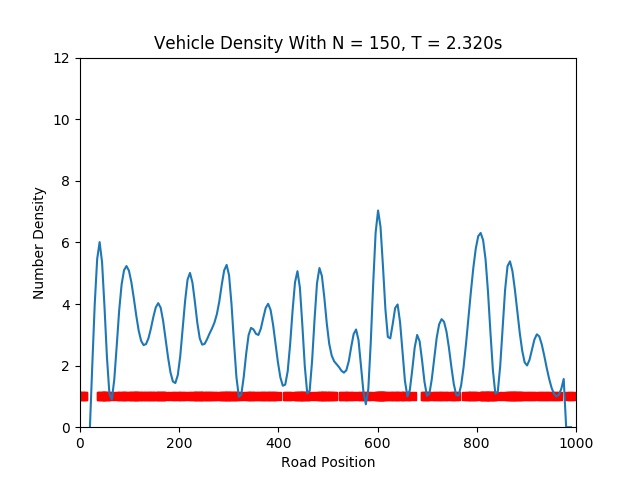 Vehicle Density With N = 150, T = 2.320s
12
10
8
6
4
2
0
Number Density
0 200 400 600 800 1000
Road Position